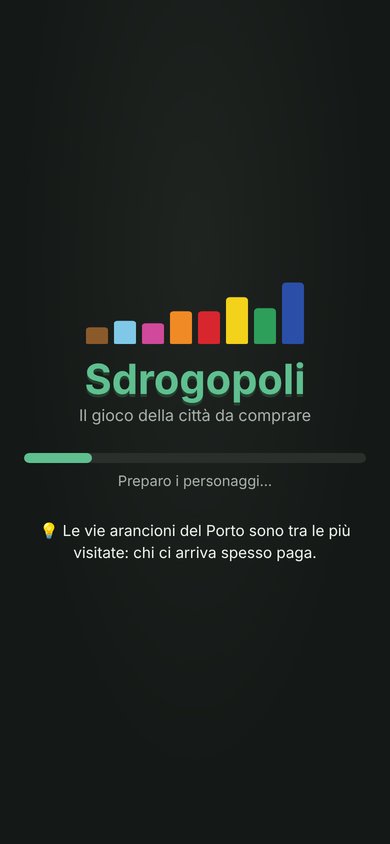 Sdrogopoli
Il gioco della città da comprare
Preparo i personaggi...
💡 Le vie arancioni del Porto sono tra le più
visitate: chi ci arriva spesso paga.